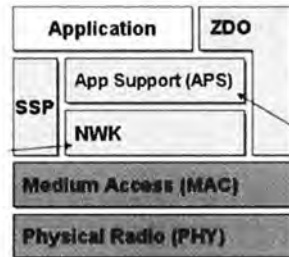 Application
ZDO
App Support (APS)
SSP
NWK
Medium Access (MAC)
Physical Radio (PHY)